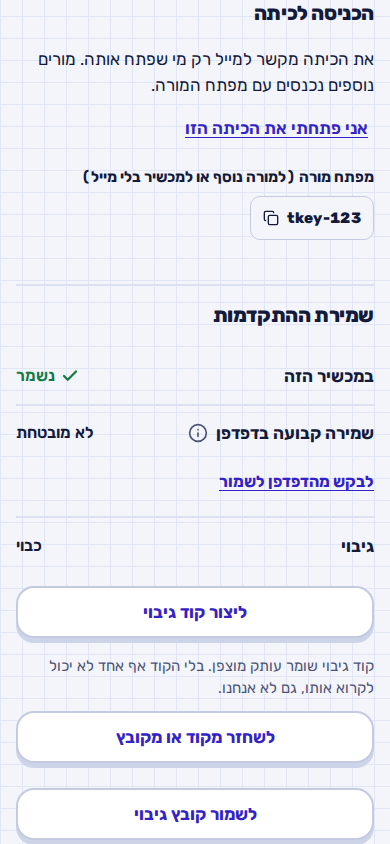 הכניסה לכיתה
את הכיתה מקשר למייל רק מי שפתח אותה. מורים
נוספים נכנסים עם מפתח המורה.
אני פתחתי את הכיתה הזו
מפתח מורה (למורה נוסף או למכשיר בלי מייל)
tkey-123
שמירת ההתקדמות
במכשיר הזה
נשמר
שמירה קבועה בדפדפן
לא מובטחת
לבקש מהדפדפן לשמור
גיבוי
כבוי
ליצור קוד גיבוי
קוד גיבוי שומר עותק מוצפן. בלי הקוד אף אחד לא יכול
לקרוא אותו, גם לא אנחנו.
לשחזר מקוד או מקובץ
לשמור קובץ גיבוי